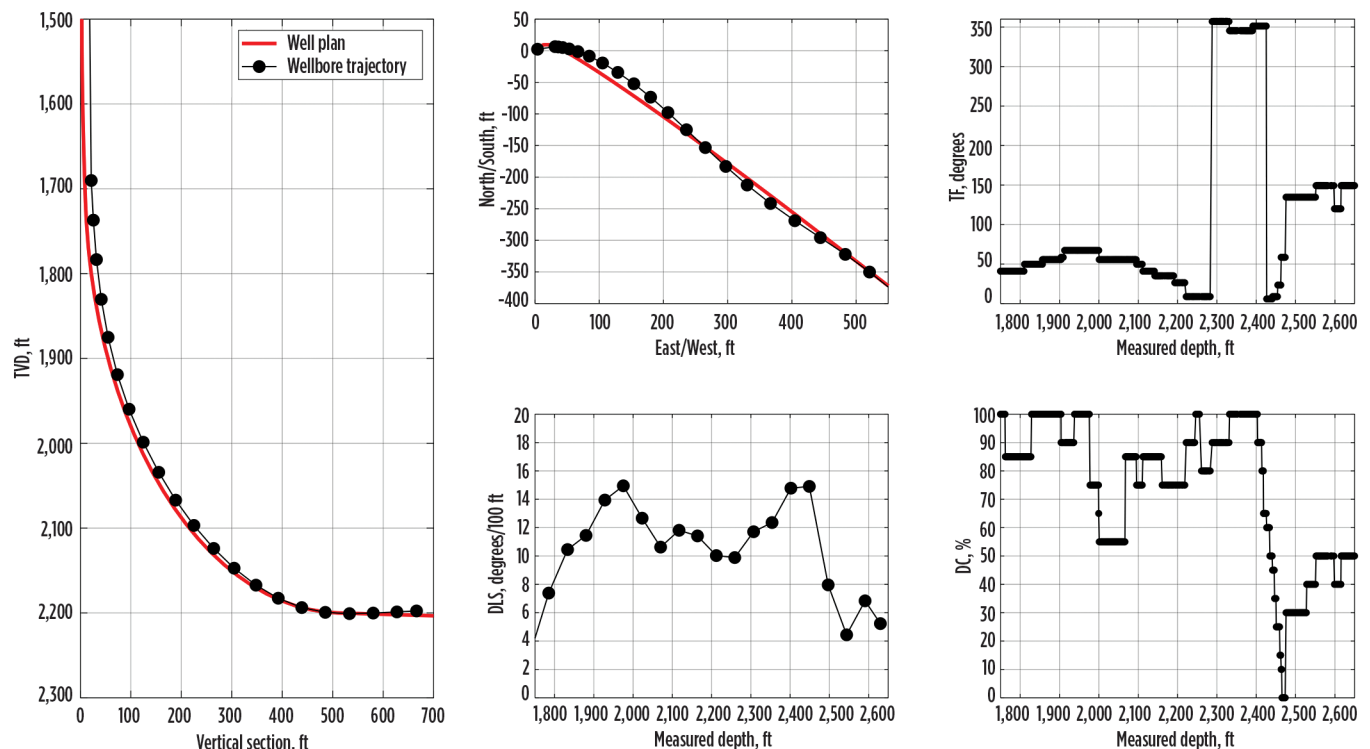 1,500
1,600
1,700
1,800
1,900
2,000
2,100
2,200
2,300
TVD, ft
Well plan
Wellbore trajectory
0 100 200 300 400 500 600 700
Vertical section, ft
50
0
-50
-100
-150
-200
-250
-300
-350
-400
North/South, ft
0 100 200 300 400 500
East/West, ft
350
300
250
200
150
100
50
0
TF, degrees
1,800 1,900 2,000 2,100 2,200 2,300 2,400 2,500 2,600
Measured depth, ft
20
18
16
14
12
10
8
6
4
2
0
DLS, degrees/100 ft
1,800 1,900 2,000 2,100 2,200 2,300 2,400 2,500 2,600
Measured depth, ft
100
90
80
70
60
50
40
30
20
10
0
DC, %
1,800 1,900 2,000 2,100 2,200 2,300 2,400 2,500 2,600
Measured depth, ft